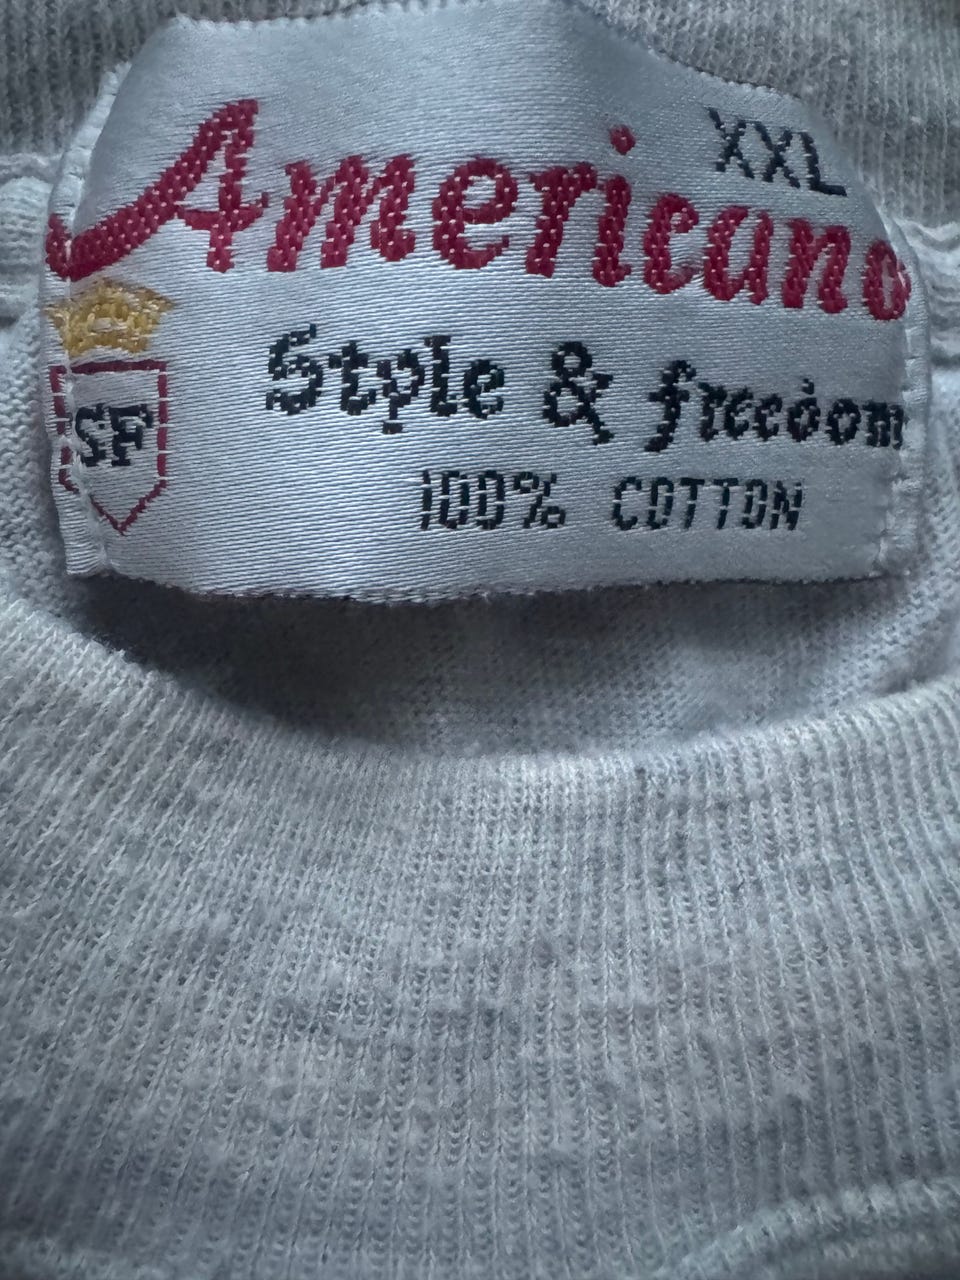 XXL
Americano
Style & freedom
SF
100% COTTON